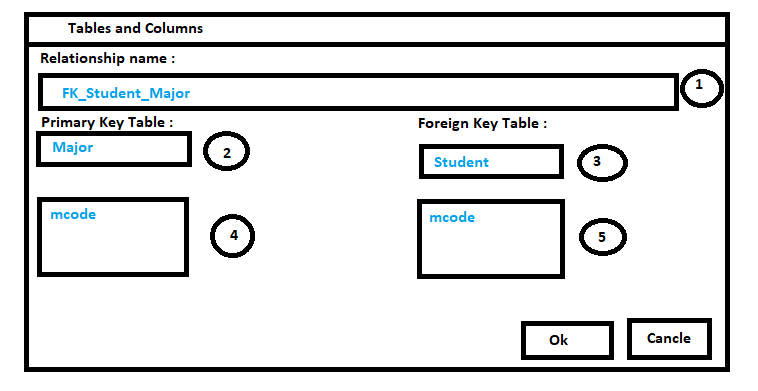 Tables and Columns
Relationship name :
FK_Student_Major
1
Primary Key Table :
Foreign Key Table :
Major
2
Student
3
mcode
4
mcode
5
Ok
Cancle